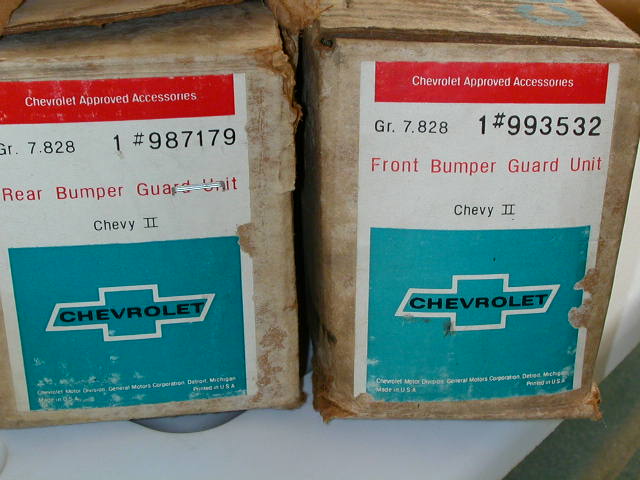 Chevrolet Approved Accessories
Gr. 7.828 1 #987179
Rear Bumper Guard Unit
Chevy II
CHEVROLET
Chevrolet Motor Division, General Motors Corporation, Detroit, Michigan
Made in U.S.A. Printed in U.S.A.
Chevrolet Approved Accessories
Gr. 7.828 1 #993532
Front Bumper Guard Unit
Chevy II
CHEVROLET
Chevrolet Motor Division, General Motors Corporation, Detroit, Michigan
Made in U.S.A. Printed in U.S.A.